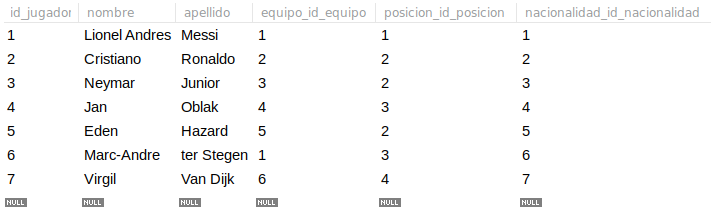 id_jugador nombre apellido equipo_id_equipo posicion_id_posicion nacionalidad_id_nacionalidad
1 Lionel Andres Messi 1 1 1
2 Cristiano Ronaldo 2 2 2
3 Neymar Junior 3 2 3
4 Jan Oblak 4 3 4
5 Eden Hazard 5 2 5
6 Marc-Andre ter Stegen 1 3 6
7 Virgil Van Dijk 6 4 7
NULL NULL NULL NULL NULL NULL